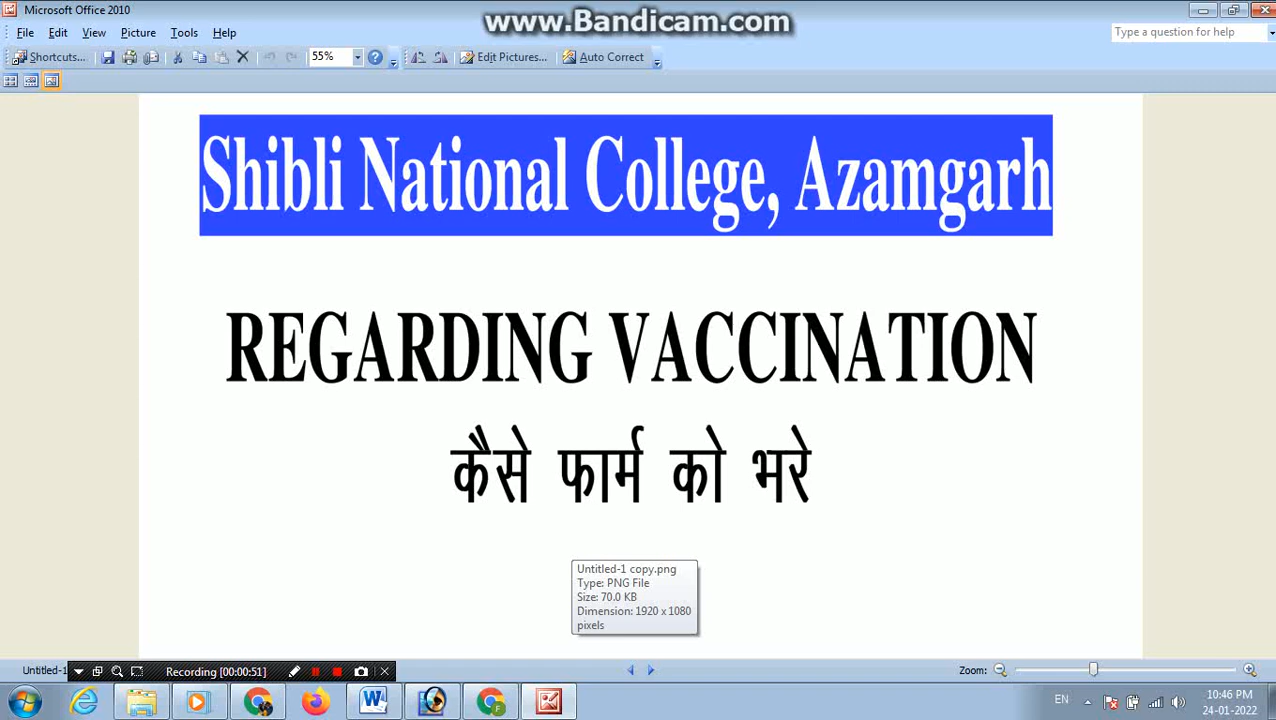 www.Bandicam.com
Microsoft Office 2010
File Edit View Picture Tools Help
Type a question for help
Shortcuts... 55% Edit Pictures... Auto Correct
Shibli National College, Azamgarh
REGARDING VACCINATION
कैसे फार्म को भरे
Untitled-1 copy.png
Type: PNG File
Size: 70.0 KB
Dimension: 1920 x 1080
pixels
Untitled-1 Recording [00:00:51] Zoom:
EN 10:46 PM
24-01-2022